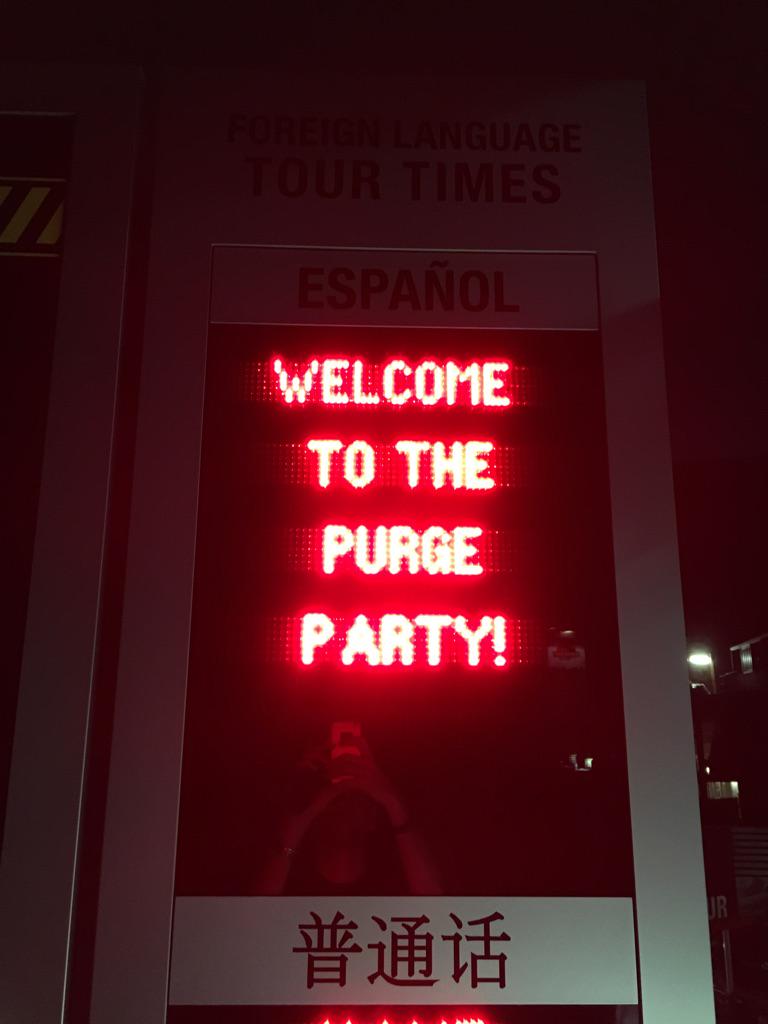 FOREIGN LANGUAGE
TOUR TIMES
ESPAÑOL
WELCOME
TO THE
PURGE
PARTY!
普通话